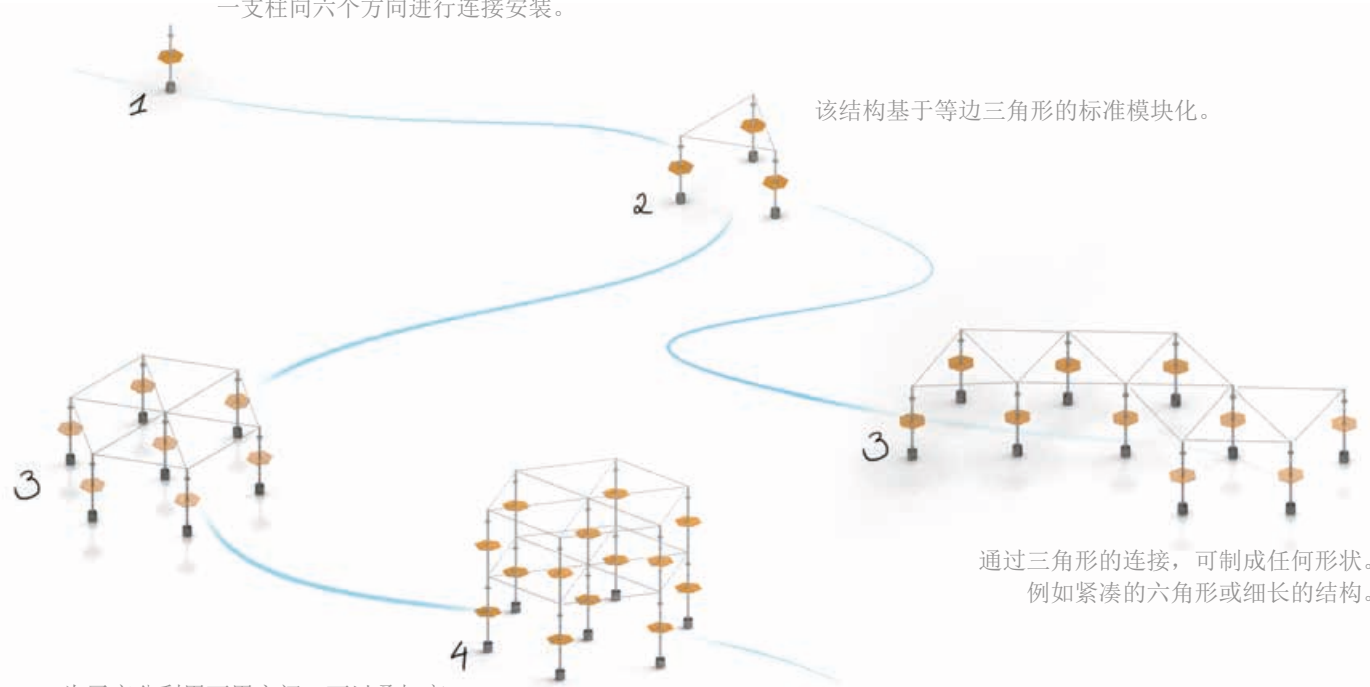 一支柱向六个方向进行连接安装。
1
该结构基于等边三角形的标准模块化。
2
3
3
通过三角形的连接，可制成任何形状。
例如紧凑的六角形或细长的结构。
4